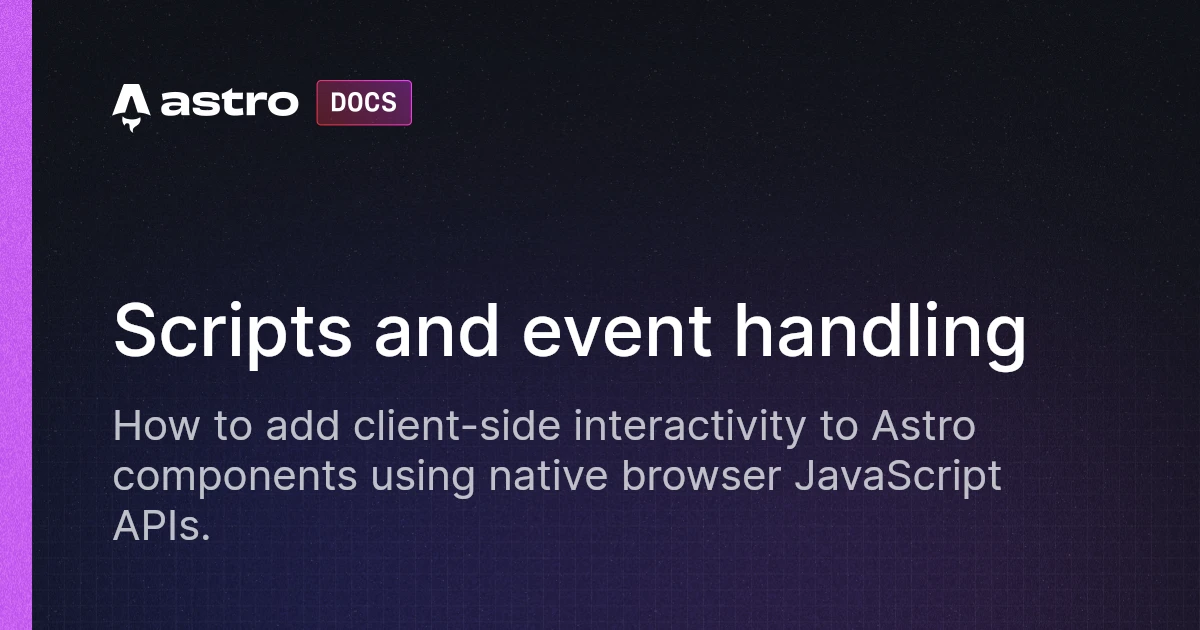 astro DOCS
Scripts and event handling
How to add client-side interactivity to Astro
components using native browser JavaScript
APIs.